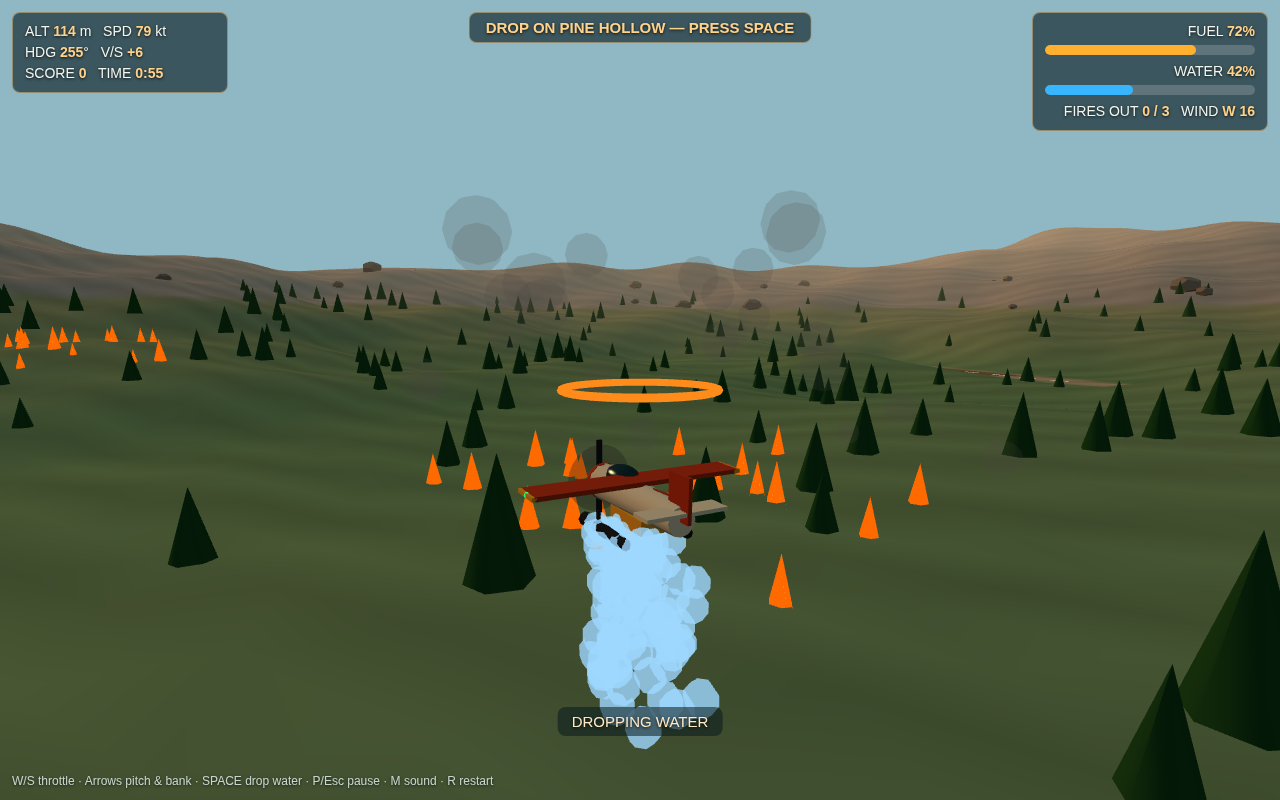 ALT 114 m SPD 79 kt
HDG 255° V/S +6
SCORE 0 TIME 0:55
DROP ON PINE HOLLOW — PRESS SPACE
FUEL 72%
WATER 42%
FIRES OUT 0 / 3 WIND W 16
DROPPING WATER
W/S throttle · Arrows pitch & bank · SPACE drop water · P/Esc pause · M sound · R restart